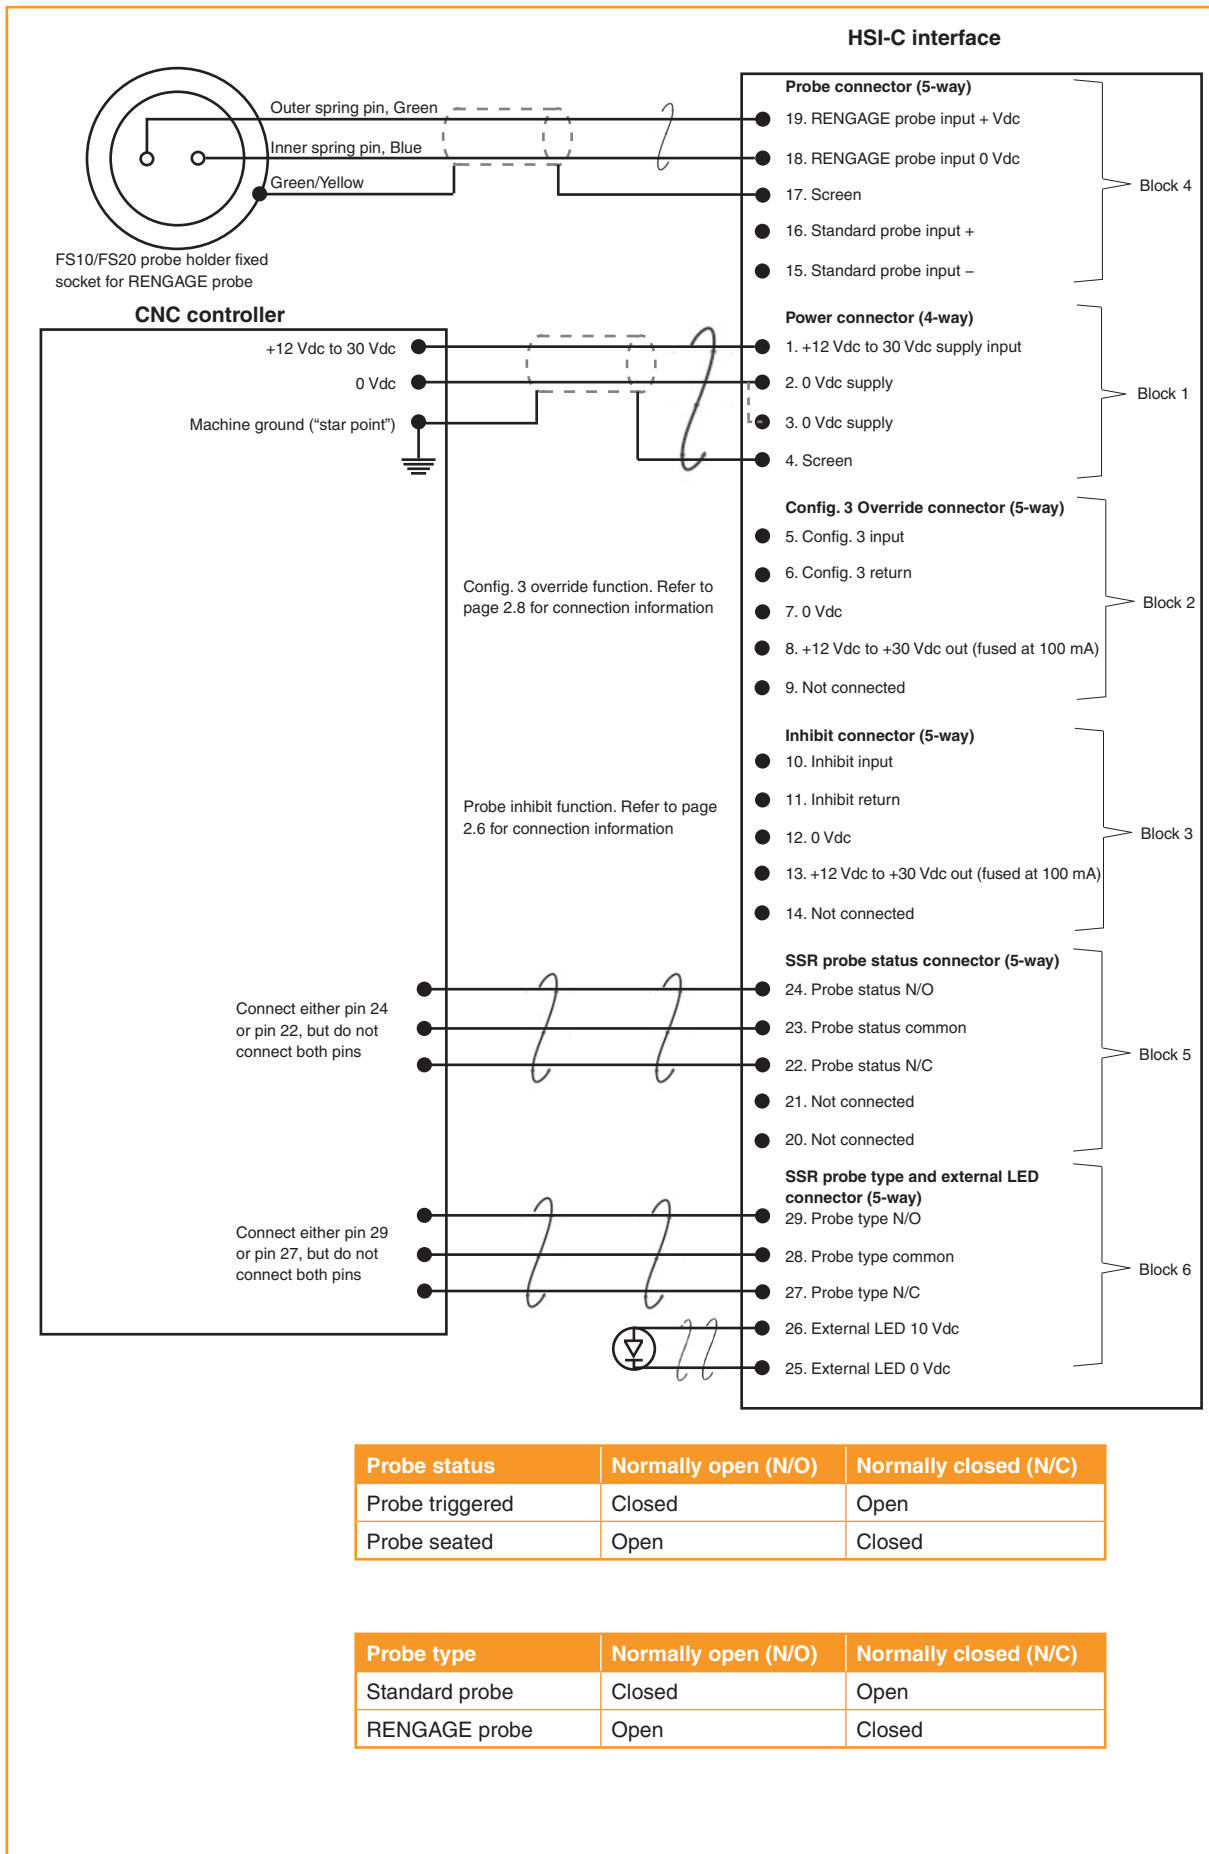 HSI-C interface
Probe connector (5-way)
Outer spring pin, Green
19. RENGAGE probe input + Vdc
Inner spring pin, Blue
18. RENGAGE probe input 0 Vdc
Green/Yellow
17. Screen
Block 4
16. Standard probe input +
15. Standard probe input –
FS10/FS20 probe holder fixed
socket for RENGAGE probe
CNC controller
Power connector (4-way)
+12 Vdc to 30 Vdc
1. +12 Vdc to 30 Vdc supply input
0 Vdc
2. 0 Vdc supply
Block 1
Machine ground (“star point”)
3. 0 Vdc supply
4. Screen
Config. 3 Override connector (5-way)
5. Config. 3 input
6. Config. 3 return
Config. 3 override function. Refer to
page 2.8 for connection information
7. 0 Vdc
Block 2
8. +12 Vdc to +30 Vdc out (fused at 100 mA)
9. Not connected
Inhibit connector (5-way)
10. Inhibit input
11. Inhibit return
Probe inhibit function. Refer to page
2.6 for connection information
12. 0 Vdc
Block 3
13. +12 Vdc to +30 Vdc out (fused at 100 mA)
14. Not connected
SSR probe status connector (5-way)
24. Probe status N/O
Connect either pin 24
or pin 22, but do not
connect both pins
23. Probe status common
22. Probe status N/C
Block 5
21. Not connected
20. Not connected
SSR probe type and external LED
connector (5-way)
29. Probe type N/O
Connect either pin 29
or pin 27, but do not
connect both pins
28. Probe type common
27. Probe type N/C
Block 6
26. External LED 10 Vdc
25. External LED 0 Vdc
Probe status Normally open (N/O) Normally closed (N/C)
Probe triggered Closed Open
Probe seated Open Closed
Probe type Normally open (N/O) Normally closed (N/C)
Standard probe Closed Open
RENGAGE probe Open Closed